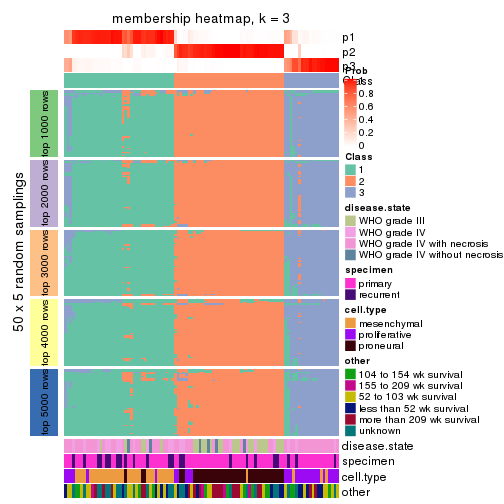 membership heatmap, k = 3
p1
p2
p3
Prob
Class
0.8
0.6
0.4
0.2
0
Class
1
2
3
disease.state
WHO grade III
WHO grade IV
WHO grade IV with necrosis
WHO grade IV without necrosis
specimen
primary
recurrent
cell.type
mesenchymal
proliferative
proneural
other
104 to 154 wk survival
155 to 209 wk survival
52 to 103 wk survival
less than 52 wk survival
more than 209 wk survival
unknown
50 x 5 random samplings
top 1000 rows
top 2000 rows
top 3000 rows
top 4000 rows
top 5000 rows
disease.state
specimen
cell.type
other